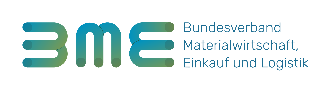 BME
Bundesverband
Materialwirtschaft,
Einkauf und Logistik